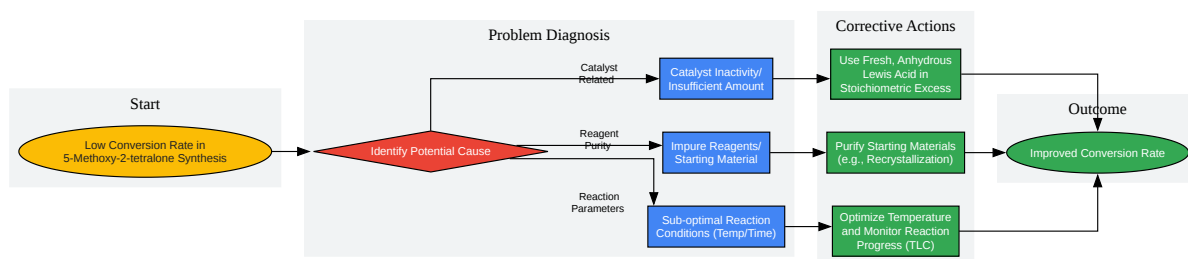 Start
Low Conversion Rate in
5-Methoxy-2-tetralone Synthesis
Problem Diagnosis
Identify Potential Cause
Catalyst
Related
Reagent
Purity
Reaction
Parameters
Catalyst Inactivity/
Insufficient Amount
Impure Reagents/
Starting Material
Sub-optimal Reaction
Conditions (Temp/Time)
Corrective Actions
Use Fresh, Anhydrous
Lewis Acid in
Stoichiometric Excess
Purify Starting Materials
(e.g., Recrystallization)
Optimize Temperature
and Monitor Reaction
Progress (TLC)
Outcome
Improved Conversion Rate